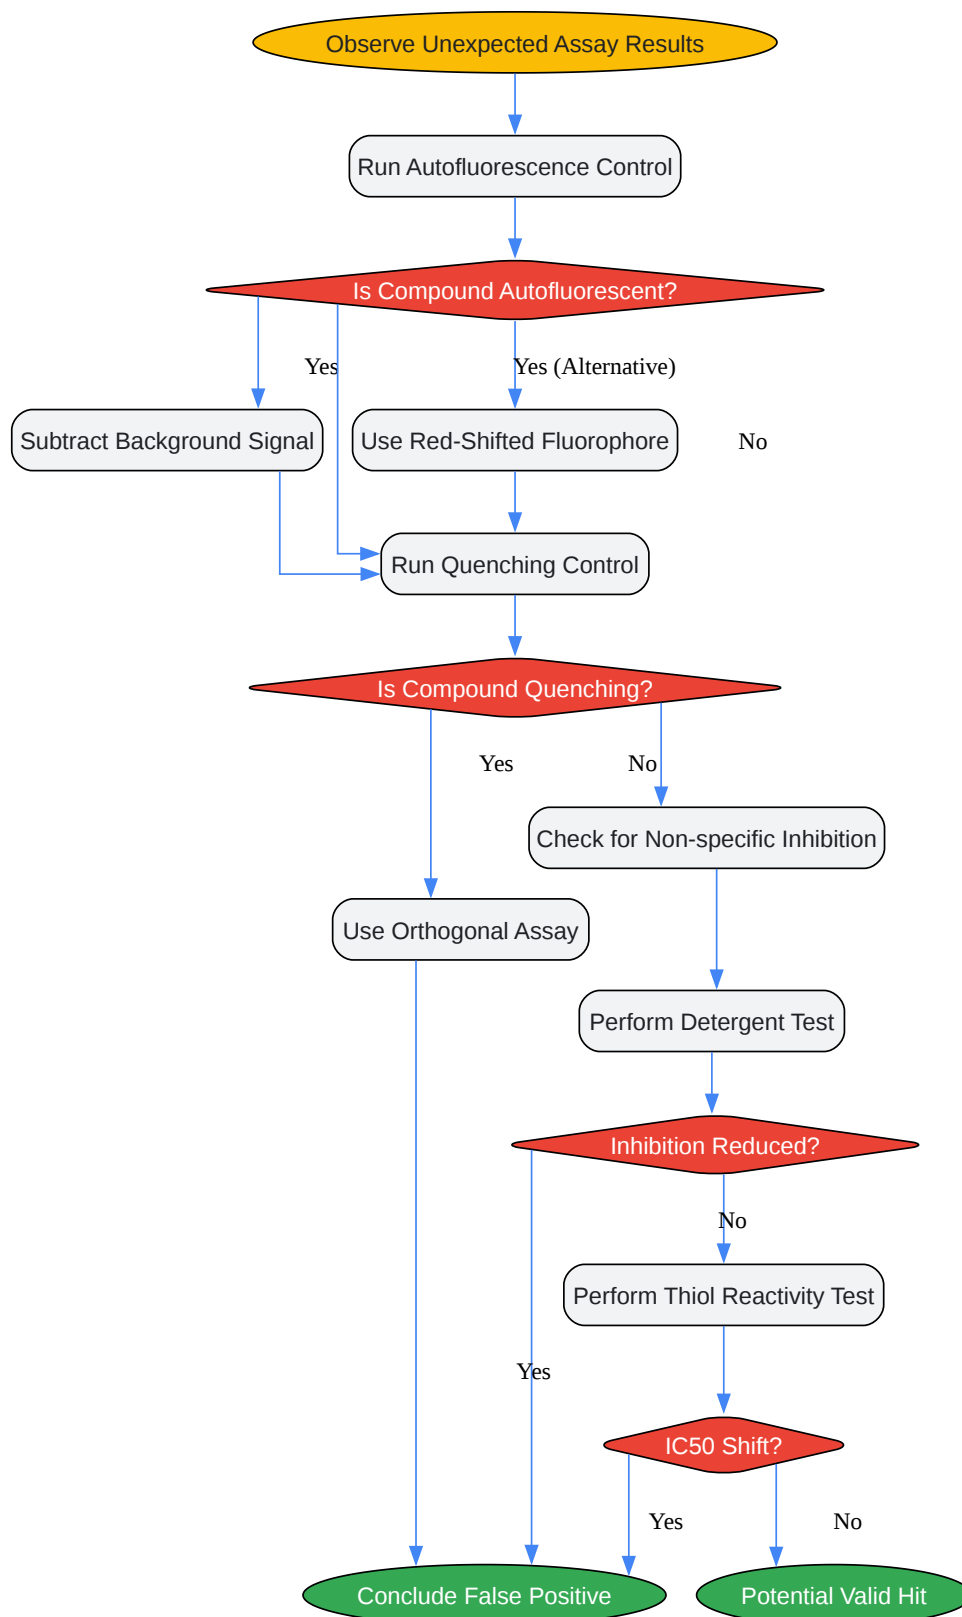 Observe Unexpected Assay Results
Run Autofluorescence Control
Is Compound Autofluorescent?
Yes
Yes (Alternative)
Subtract Background Signal
Use Red-Shifted Fluorophore
No
Run Quenching Control
Is Compound Quenching?
Yes
No
Check for Non-specific Inhibition
Use Orthogonal Assay
Perform Detergent Test
Inhibition Reduced?
No
Perform Thiol Reactivity Test
Yes
IC50 Shift?
Yes
No
Conclude False Positive
Potential Valid Hit